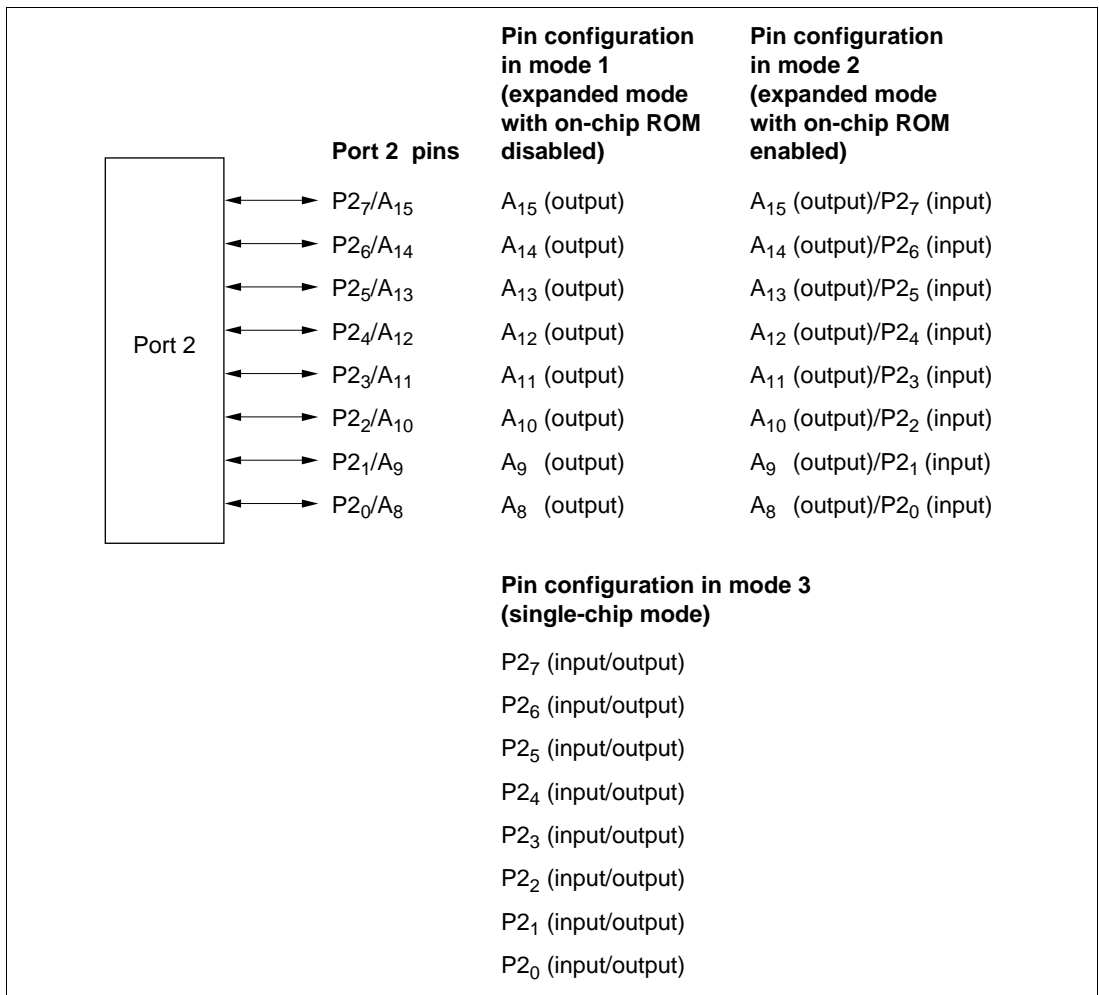 Pin configuration in mode 1 (expanded mode with on-chip ROM disabled)
Pin configuration in mode 2 (expanded mode with on-chip ROM enabled)
Port 2 pins
Port 2
P2₇/A₁₅ A₁₅ (output) A₁₅ (output)/P2₇ (input)
P2₆/A₁₄ A₁₄ (output) A₁₄ (output)/P2₆ (input)
P2₅/A₁₃ A₁₃ (output) A₁₃ (output)/P2₅ (input)
P2₄/A₁₂ A₁₂ (output) A₁₂ (output)/P2₄ (input)
P2₃/A₁₁ A₁₁ (output) A₁₁ (output)/P2₃ (input)
P2₂/A₁₀ A₁₀ (output) A₁₀ (output)/P2₂ (input)
P2₁/A₉ A₉ (output) A₉ (output)/P2₁ (input)
P2₀/A₈ A₈ (output) A₈ (output)/P2₀ (input)
Pin configuration in mode 3
(single-chip mode)
P2₇ (input/output)
P2₆ (input/output)
P2₅ (input/output)
P2₄ (input/output)
P2₃ (input/output)
P2₂ (input/output)
P2₁ (input/output)
P2₀ (input/output)